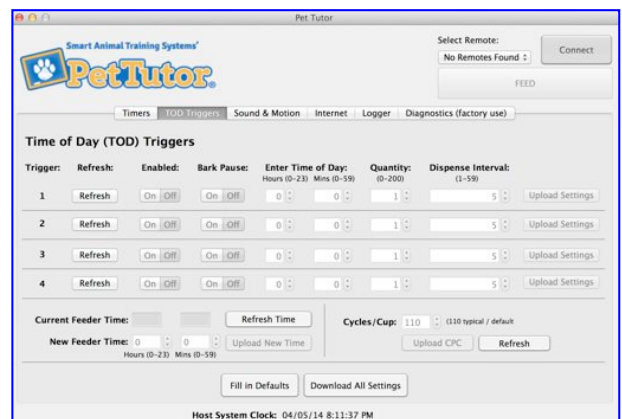 Pet Tutor
Smart Animal Training Systems'
PetTutor®
Select Remote:
No Remotes Found
Connect
FEED
Timers TOD Triggers Sound & Motion Internet Logger Diagnostics (factory use)
Time of Day (TOD) Triggers
Trigger: Refresh: Enabled: Bark Pause: Enter Time of Day: Quantity: Dispense Interval:
Hours (0-23) Mins (0-59) (0-200) (1-59)
1 Refresh On Off On Off 0 0 1 5 Upload Settings
2 Refresh On Off On Off 0 0 1 5 Upload Settings
3 Refresh On Off On Off 0 0 1 5 Upload Settings
4 Refresh On Off On Off 0 0 1 5 Upload Settings
Current Feeder Time: Refresh Time
New Feeder Time: 0 0 Upload New Time
Hours (0-59) Mins (0-59)
Cycles/Cup: 110 (110 typical / default
Upload CPC Refresh
Fill in Defaults Download All Settings
Host System Clock: 04/05/14 8:11:37 PM